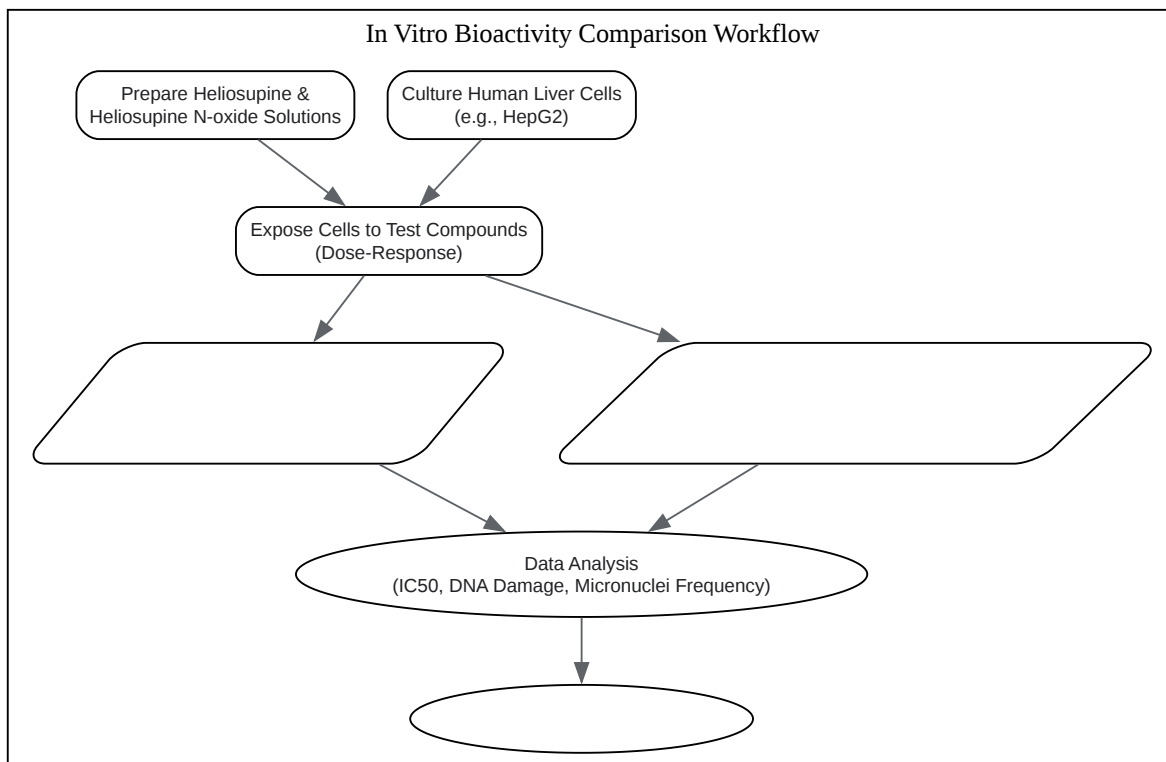 In Vitro Bioactivity Comparison Workflow
Prepare Heliosupine &
Heliosupine N-oxide Solutions
Culture Human Liver Cells
(e.g., HepG2)
Expose Cells to Test Compounds
(Dose-Response)
Data Analysis
(IC50, DNA Damage, Micronuclei Frequency)